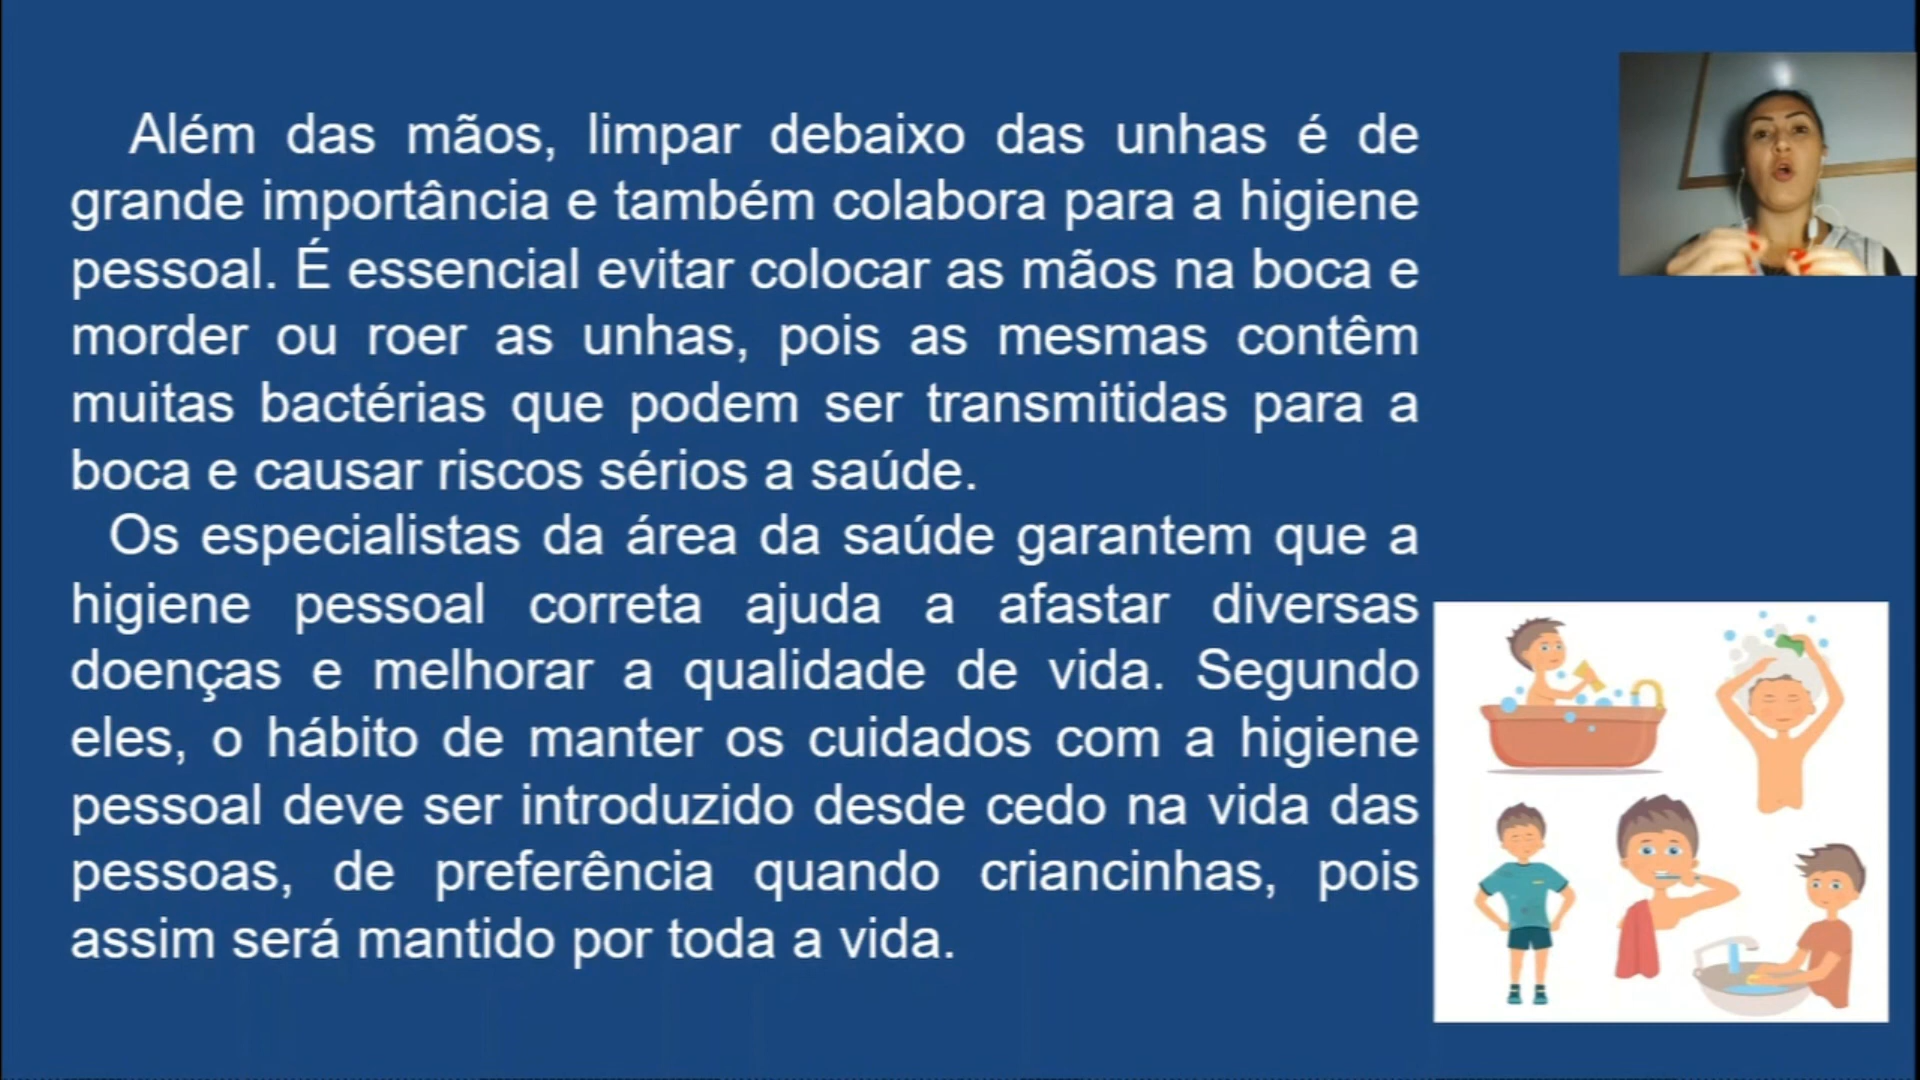 Além das mãos, limpar debaixo das unhas é de
grande importância e também colabora para a higiene
pessoal. É essencial evitar colocar as mãos na boca e
morder ou roer as unhas, pois as mesmas contêm
muitas bactérias que podem ser transmitidas para a
boca e causar riscos sérios a saúde.
Os especialistas da área da saúde garantem que a
higiene pessoal correta ajuda a afastar diversas
doenças e melhorar a qualidade de vida. Segundo
eles, o hábito de manter os cuidados com a higiene
pessoal deve ser introduzido desde cedo na vida das
pessoas, de preferência quando criancinhas, pois
assim será mantido por toda a vida.